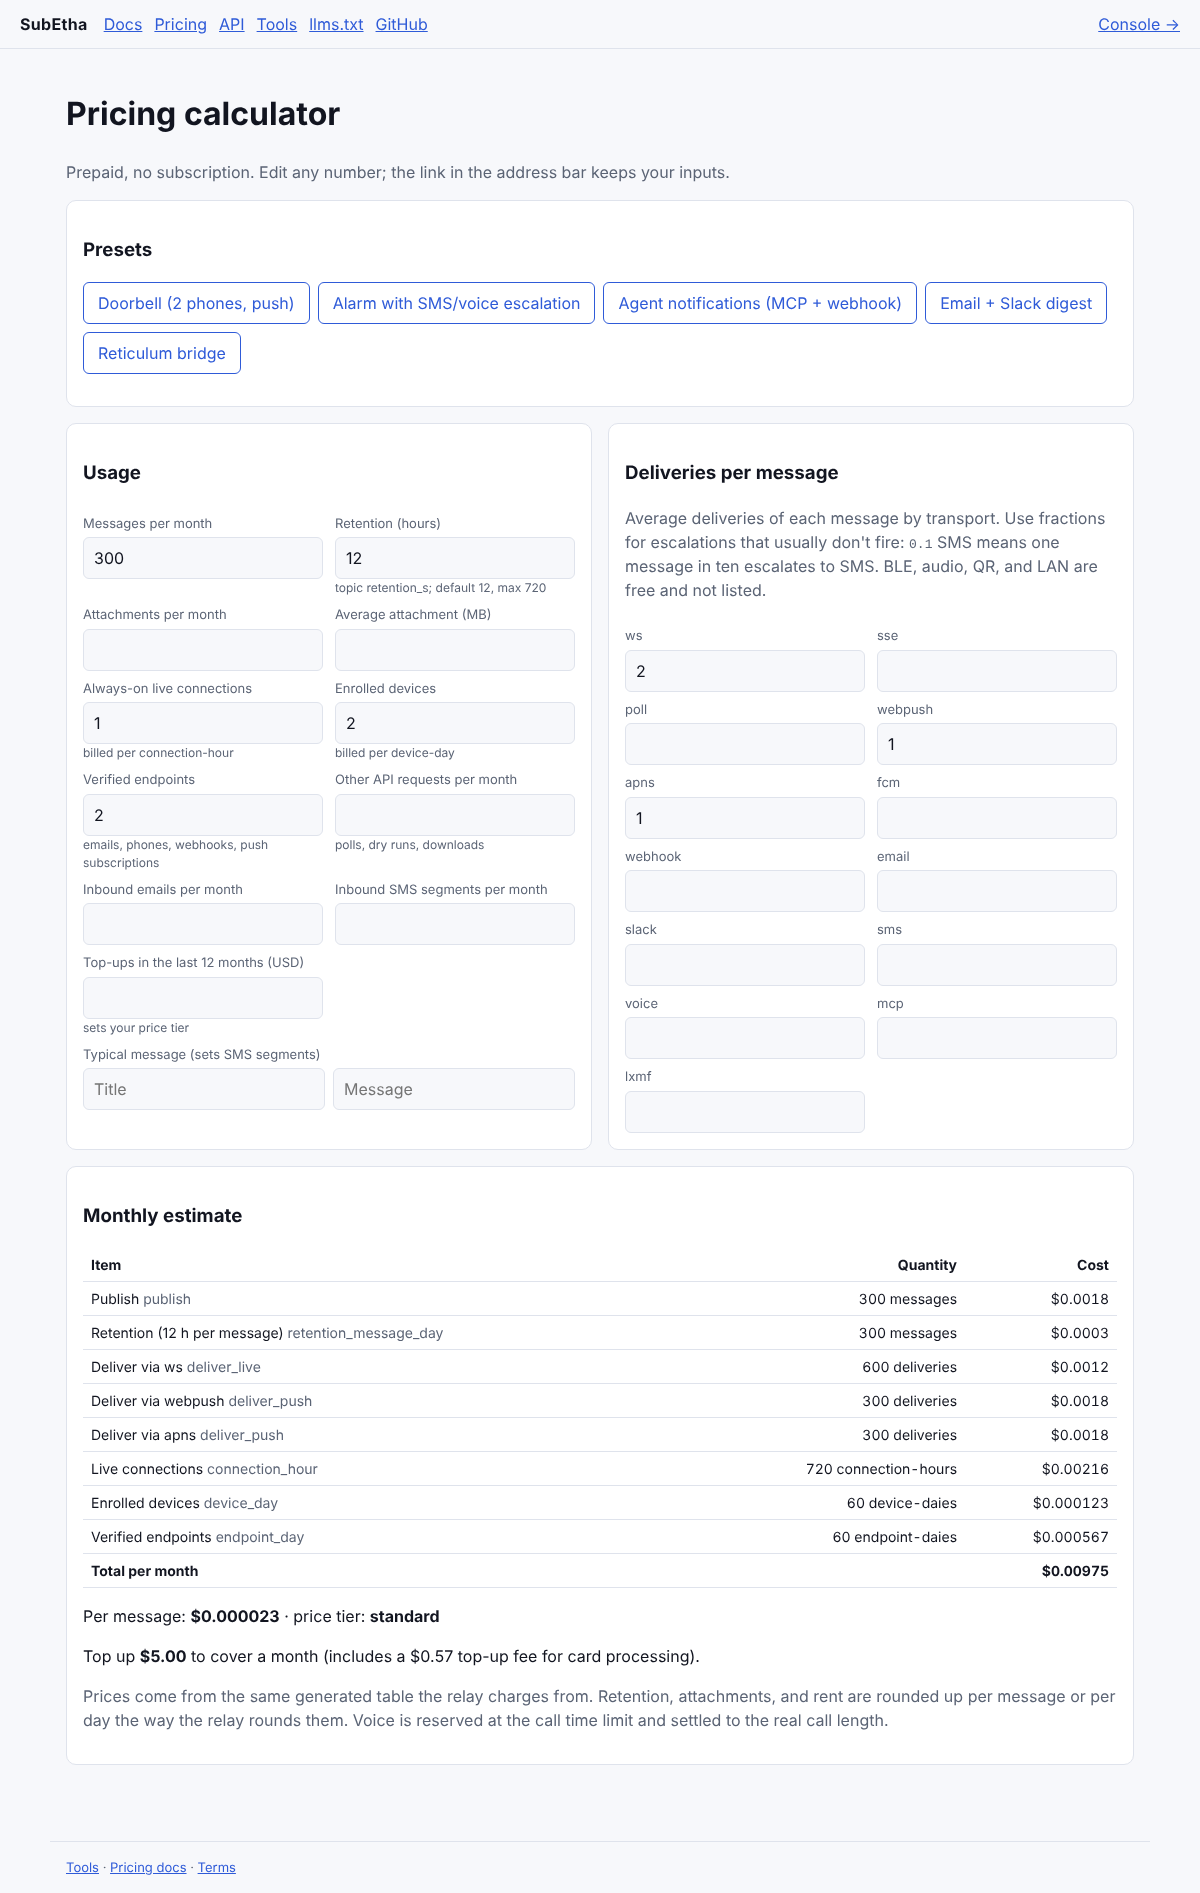 SubEtha Docs Pricing API Tools llms.txt GitHub Console →
Pricing calculator
Prepaid, no subscription. Edit any number; the link in the address bar keeps your inputs.
Presets
Doorbell (2 phones, push) Alarm with SMS/voice escalation Agent notifications (MCP + webhook) Email + Slack digest
Reticulum bridge
Usage
Messages per month Retention (hours)
300 12
topic retention_s; default 12, max 720
Attachments per month Average attachment (MB)
Always-on live connections Enrolled devices
1 2
billed per connection-hour billed per device-day
Verified endpoints Other API requests per month
2
emails, phones, webhooks, push polls, dry runs, downloads
subscriptions
Inbound emails per month Inbound SMS segments per month
Top-ups in the last 12 months (USD)
sets your price tier
Typical message (sets SMS segments)
Title Message
Deliveries per message
Average deliveries of each message by transport. Use fractions
for escalations that usually don't fire: 0.1 SMS means one
message in ten escalates to SMS. BLE, audio, QR, and LAN are
free and not listed.
ws sse
2
poll webpush
1
apns fcm
1
webhook email
slack sms
voice mcp
lxmf
Monthly estimate
Item Quantity Cost
Publish publish 300 messages $0.0018
Retention (12 h per message) retention_message_day 300 messages $0.0003
Deliver via ws deliver_live 600 deliveries $0.0012
Deliver via webpush deliver_push 300 deliveries $0.0018
Deliver via apns deliver_push 300 deliveries $0.0018
Live connections connection_hour 720 connection-hours $0.00216
Enrolled devices device_day 60 device-daies $0.000123
Verified endpoints endpoint_day 60 endpoint-daies $0.000567
Total per month $0.00975
Per message: $0.000023 · price tier: standard
Top up $5.00 to cover a month (includes a $0.57 top-up fee for card processing).
Prices come from the same generated table the relay charges from. Retention, attachments, and rent are rounded up per message or per
day the way the relay rounds them. Voice is reserved at the call time limit and settled to the real call length.
Tools · Pricing docs · Terms